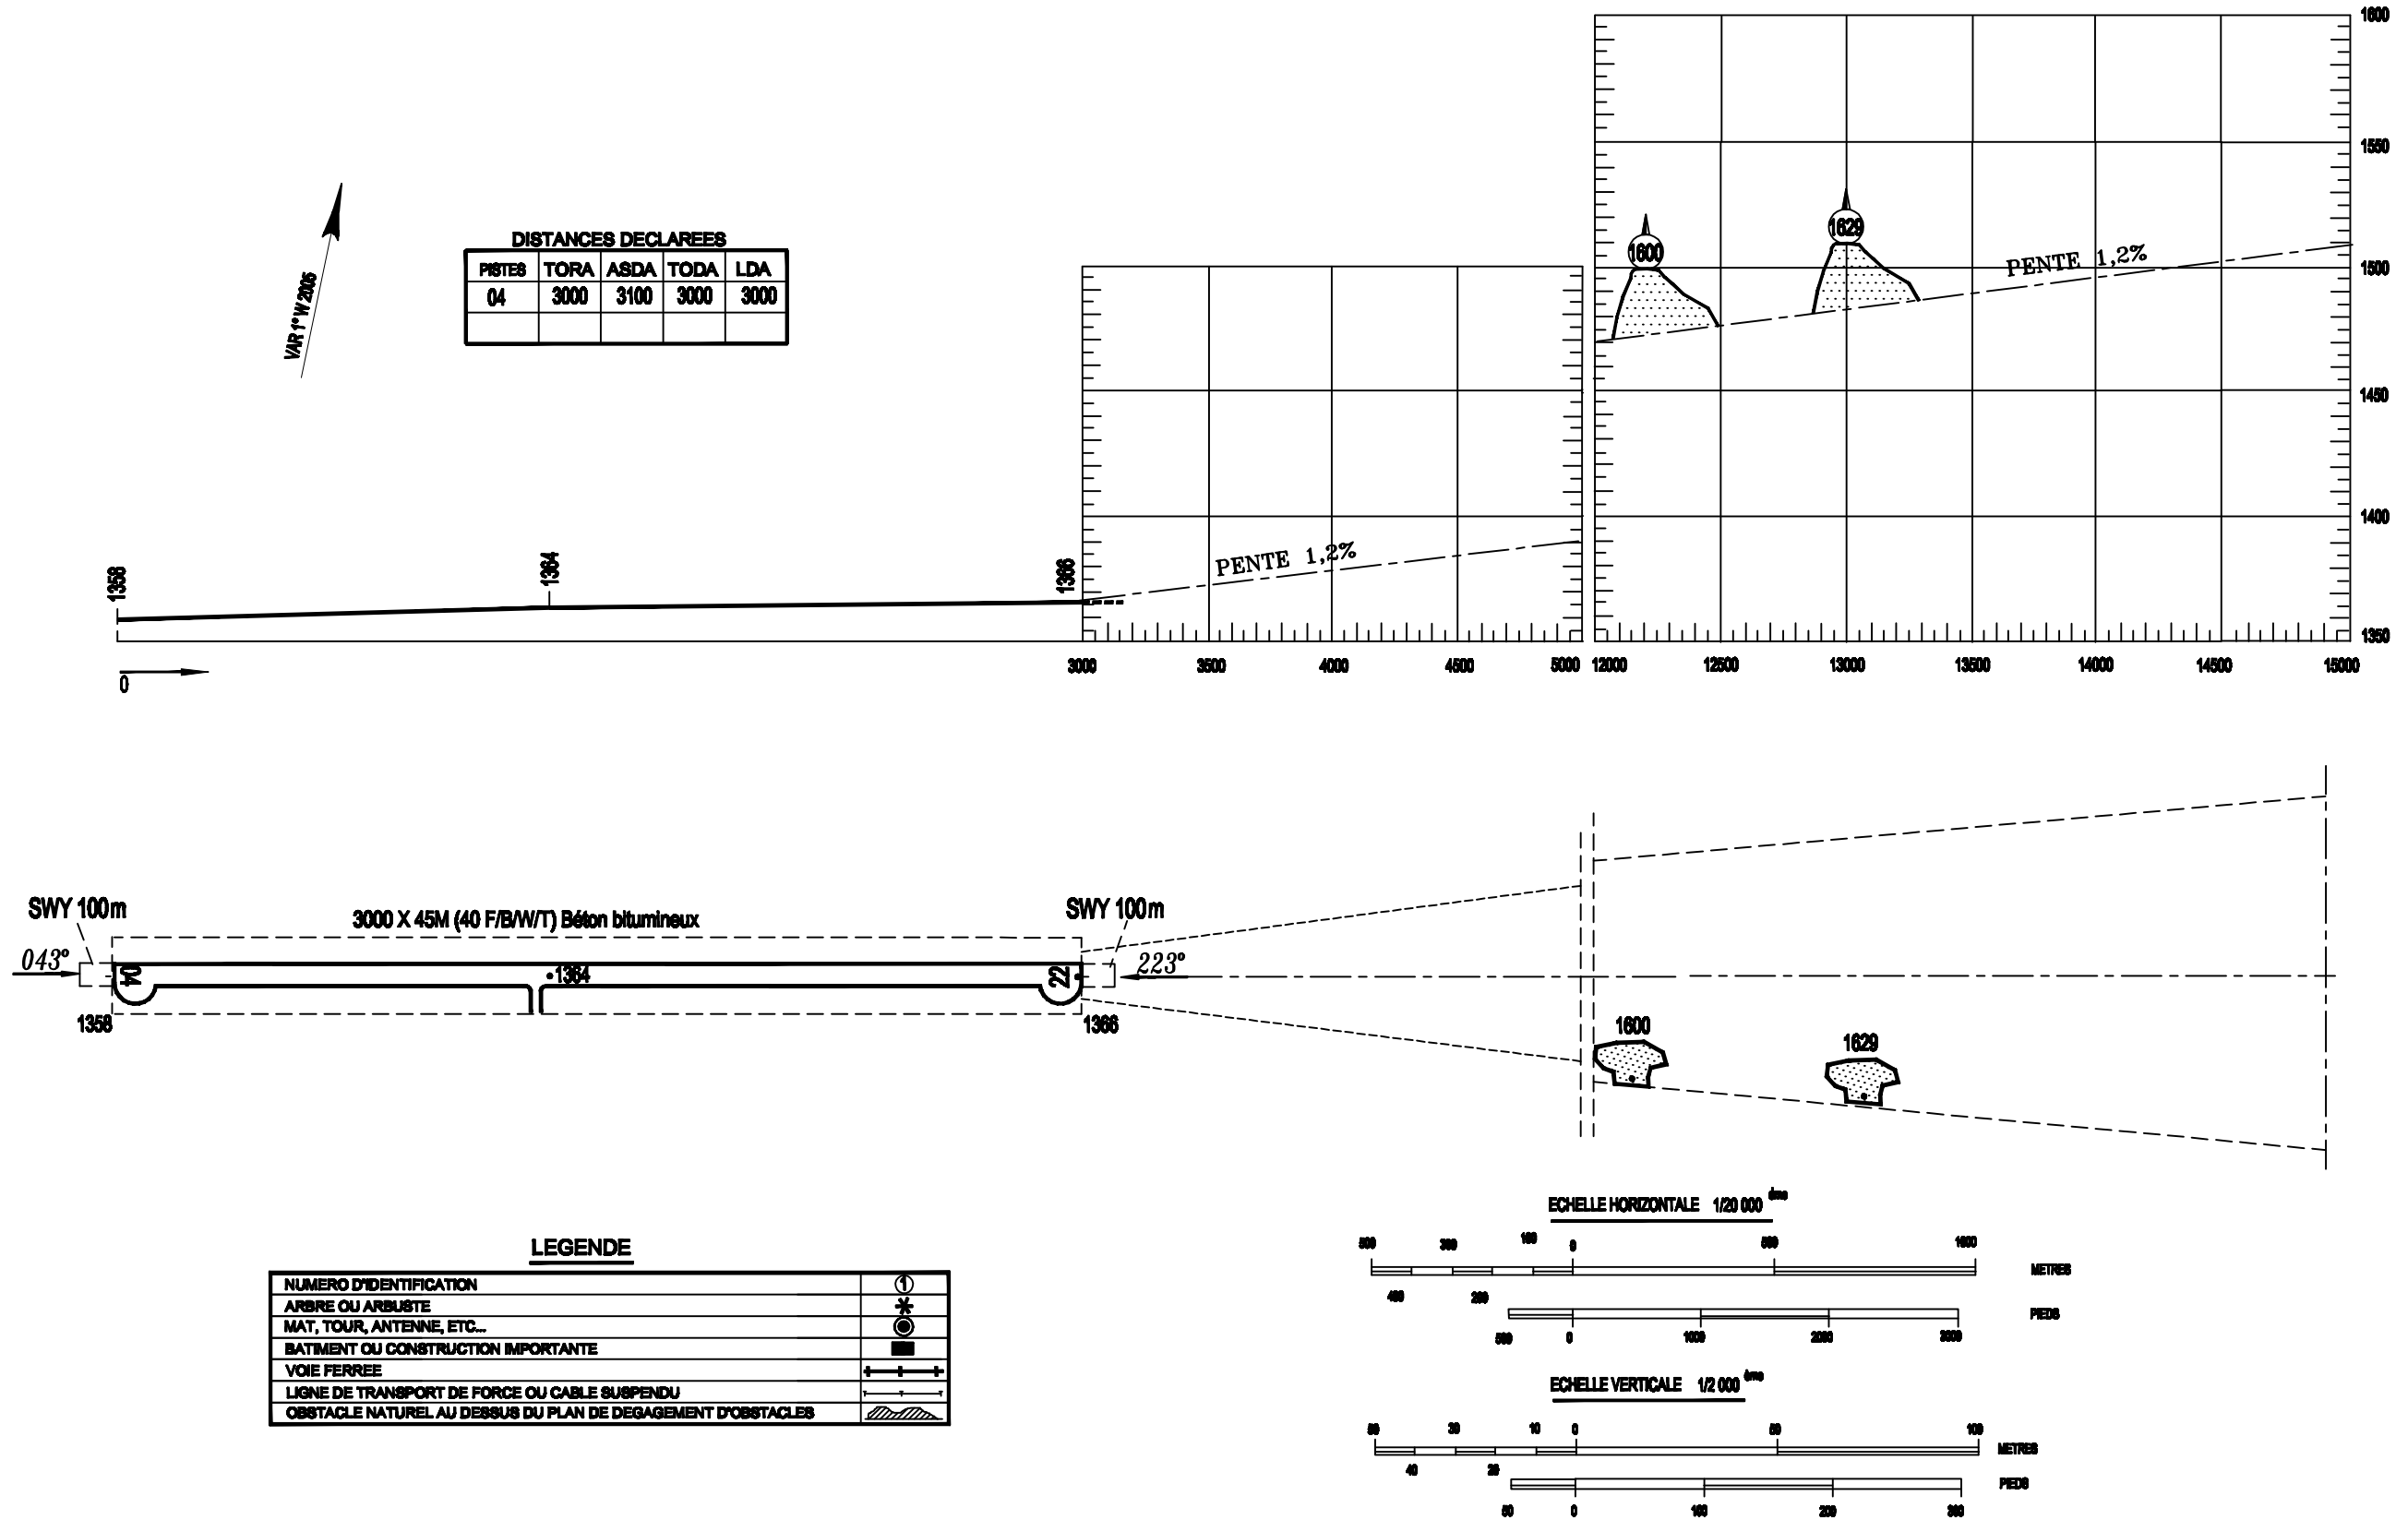 1600
1550
1500
1450
1400
1350
1600
1629
PENTE 1,2%
VAR 1° W 2005
DISTANCES DECLAREES
PISTES TORA ASDA TODA LDA
04 3000 3100 3000 3000
1358
1364
1366
PENTE 1,2%
0
3000 3500 4000 4500 5000 12000 12500 13000 13500 14000 14500 15000
SWY 100m
3000 X 45M (40 F/B/W/T) Béton bitumineux
SWY 100m
043°
04
1364
22
223°
1358
1366
1600
1629
ECHELLE HORIZONTALE 1/20 000 ème
500 300 100 0 500 1000
METRES
400 200
PIEDS
500 0 1000 2000 3000
ECHELLE VERTICALE 1/2 000 ème
50 30 10 0 50 100
METRES
40 20
PIEDS
50 0 100 200 300
LEGENDE
NUMERO D'IDENTIFICATION 1
ARBRE OU ARBUSTE
MAT, TOUR, ANTENNE, ETC...
BATIMENT OU CONSTRUCTION IMPORTANTE
VOIE FERREE
LIGNE DE TRANSPORT DE FORCE OU CABLE SUSPENDU
OBSTACLE NATUREL AU DESSUS DU PLAN DE DEGAGEMENT D'OBSTACLES